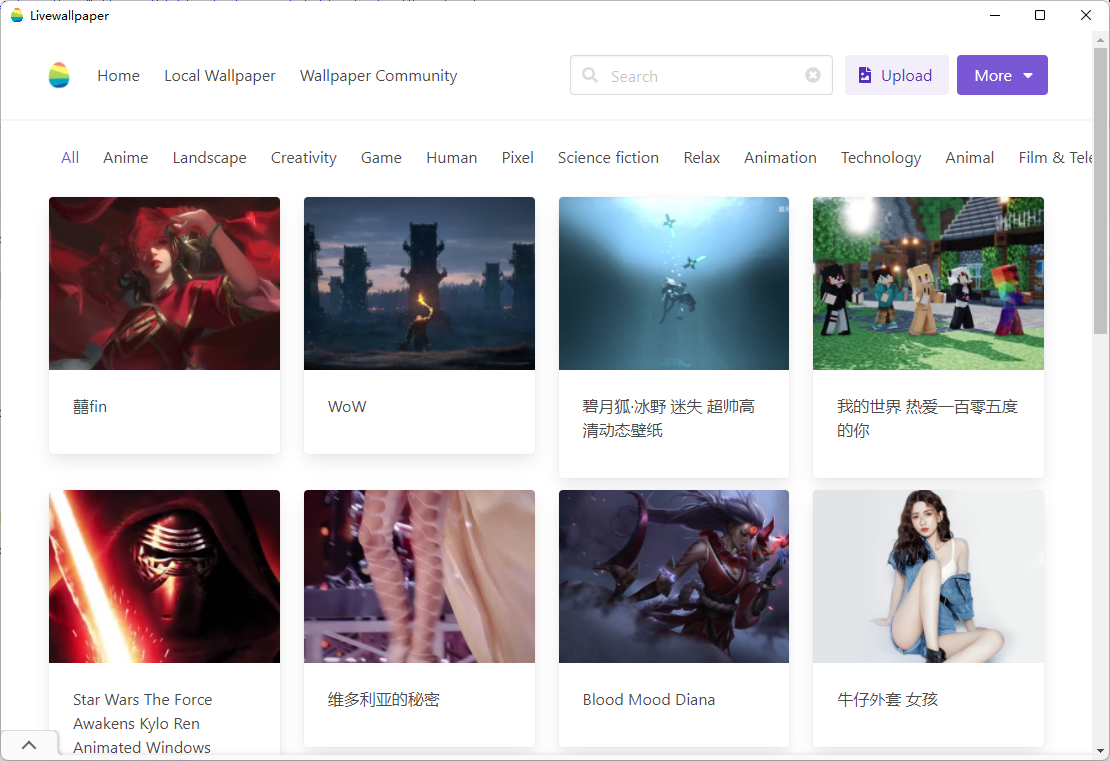 Livewallpaper
Home Local Wallpaper Wallpaper Community Search Upload More
All Anime Landscape Creativity Game Human Pixel Science fiction Relax Animation Technology Animal Film & Tele
囍fin
WoW
碧月狐·冰野 迷失 超帅高
清动态壁纸
我的世界 热爱一百零五度
的你
Star Wars The Force
Awakens Kylo Ren
Animated Windows
维多利亚的秘密
Blood Mood Diana
牛仔外套 女孩